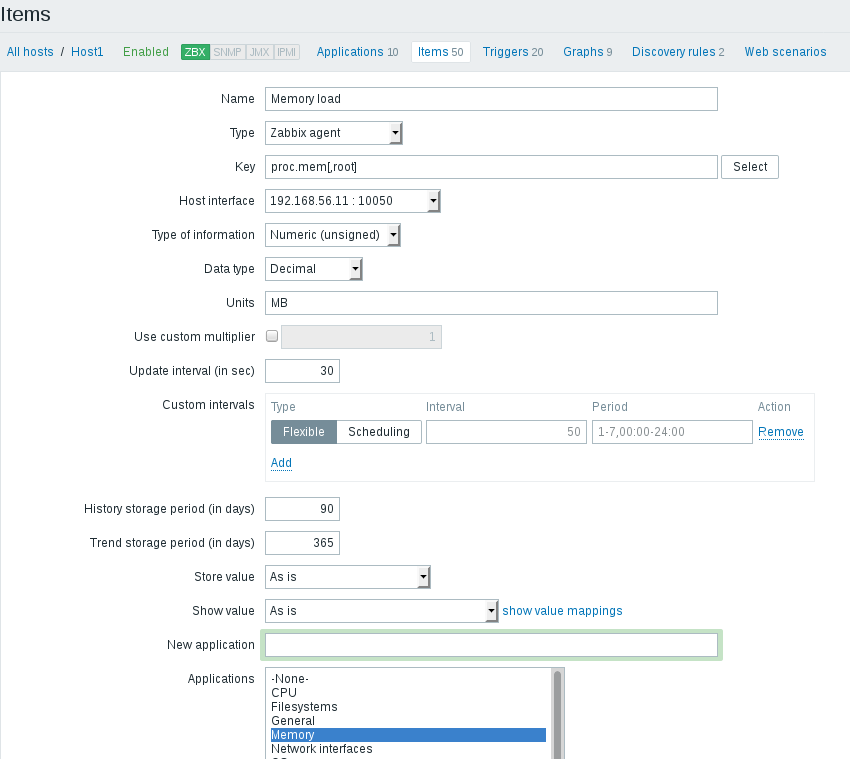 Items
All hosts / Host1 Enabled ZBX SNMP JMX IPMI Applications 10 Items 50 Triggers 20 Graphs 9 Discovery rules 2 Web scenarios
Name Memory load
Type Zabbix agent
Key proc.mem[,root] Select
Host interface 192.168.56.11 : 10050
Type of information Numeric (unsigned)
Data type Decimal
Units MB
Use custom multiplier 1
Update interval (in sec) 30
Custom intervals Type Interval Period Action
Flexible Scheduling 50 1-7,00:00-24:00 Remove
Add
History storage period (in days) 90
Trend storage period (in days) 365
Store value As is
Show value As is show value mappings
New application
Applications -None-
CPU
Filesystems
General
Memory
Network interfaces